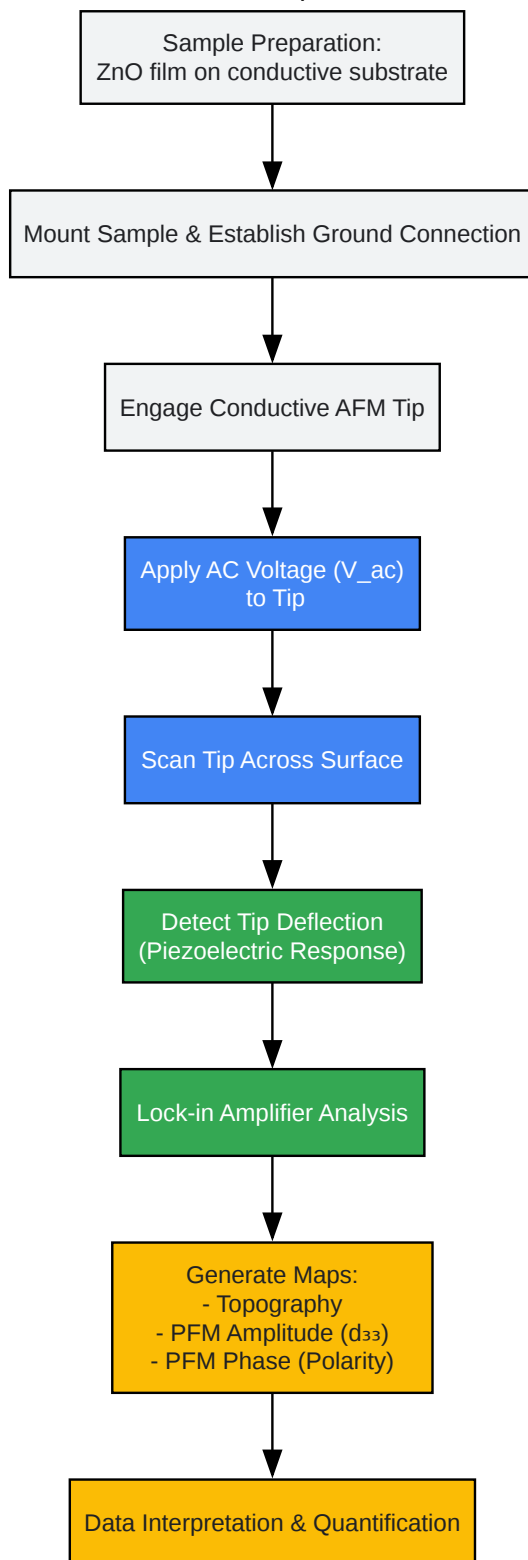 Sample Preparation:
ZnO film on conductive substrate
Mount Sample & Establish Ground Connection
Engage Conductive AFM Tip
Apply AC Voltage (V_ac)
to Tip
Scan Tip Across Surface
Detect Tip Deflection
(Piezoelectric Response)
Lock-in Amplifier Analysis
Generate Maps:
- Topography
- PFM Amplitude (d₃₃)
- PFM Phase (Polarity)
Data Interpretation & Quantification